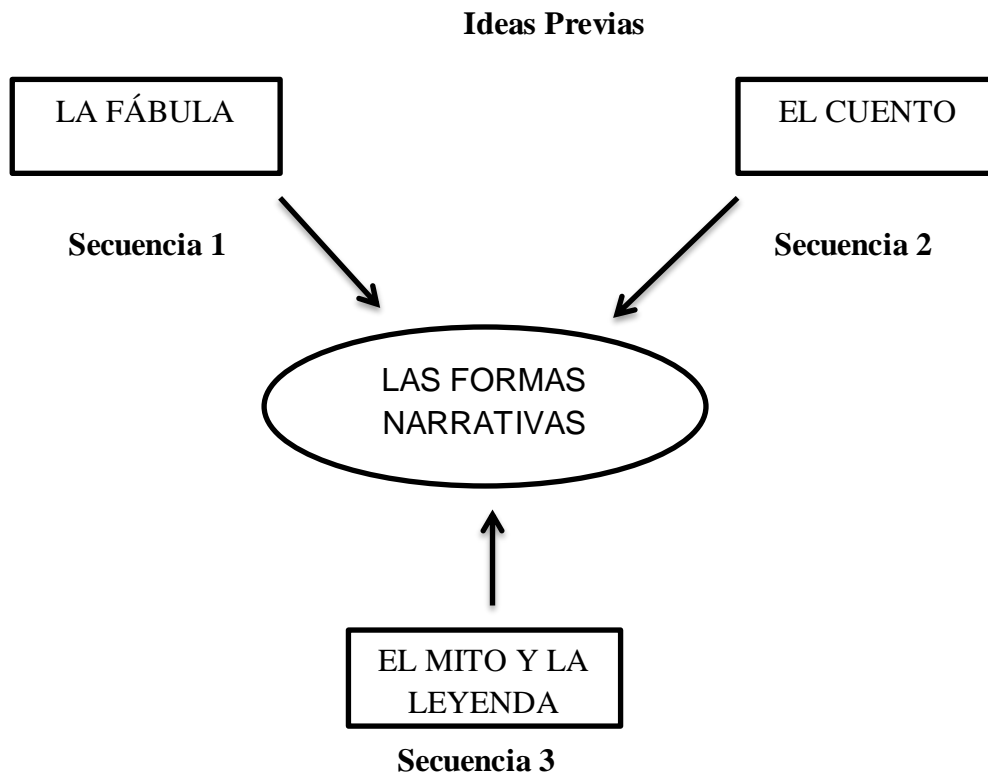 Ideas Previas
LA FÁBULA
EL CUENTO
Secuencia 1
Secuencia 2
LAS FORMAS
NARRATIVAS
EL MITO Y LA
LEYENDA
Secuencia 3